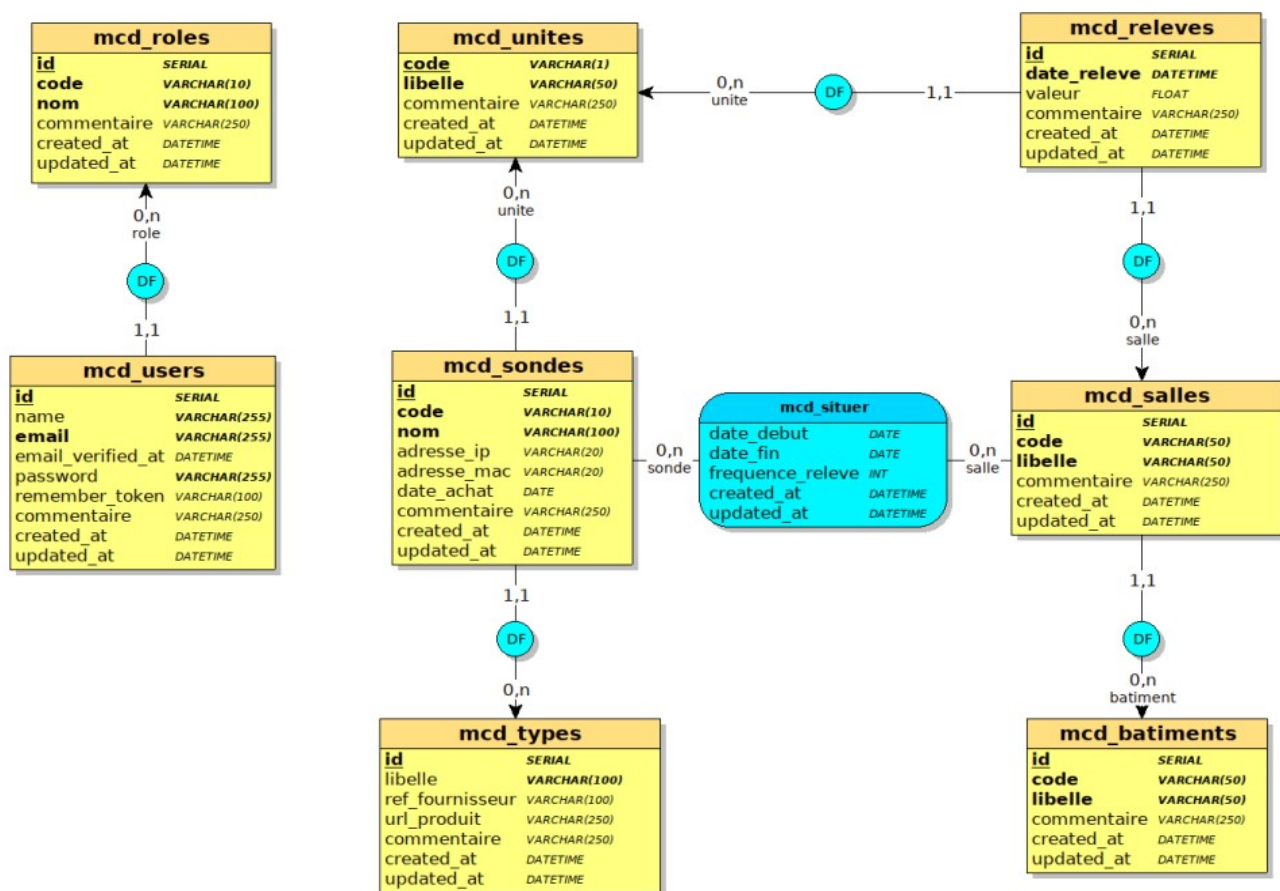 mcd_roles
id SERIAL
code VARCHAR(10)
nom VARCHAR(100)
commentaire VARCHAR(250)
created_at DATETIME
updated_at DATETIME
0,n
role
DF
1,1
mcd_users
id SERIAL
name VARCHAR(255)
email VARCHAR(255)
email_verified_at DATETIME
password VARCHAR(255)
remember_token VARCHAR(100)
commentaire VARCHAR(250)
created_at DATETIME
updated_at DATETIME
mcd_unites
code VARCHAR(1)
libelle VARCHAR(50)
commentaire VARCHAR(250)
created_at DATETIME
updated_at DATETIME
0,n
unite
DF
1,1
0,n
unite
DF
1,1
mcd_sondes
id SERIAL
code VARCHAR(10)
nom VARCHAR(100)
adresse_ip VARCHAR(20)
adresse_mac VARCHAR(20)
date_achat DATE
commentaire VARCHAR(250)
created_at DATETIME
updated_at DATETIME
1,1
DF
0,n
mcd_types
id SERIAL
libelle VARCHAR(100)
ref_fournisseur VARCHAR(100)
url_produit VARCHAR(250)
commentaire VARCHAR(250)
created_at DATETIME
updated_at DATETIME
0,n
sonde
mcd_situer
date_debut DATE
date_fin DATE
frequence_releve INT
created_at DATETIME
updated_at DATETIME
0,n
salle
mcd_releves
id SERIAL
date_releve DATETIME
valeur FLOAT
commentaire VARCHAR(250)
created_at DATETIME
updated_at DATETIME
1,1
DF
0,n
salle
mcd_salles
id SERIAL
code VARCHAR(50)
libelle VARCHAR(50)
commentaire VARCHAR(250)
created_at DATETIME
updated_at DATETIME
1,1
DF
0,n
batiment
mcd_batiments
id SERIAL
code VARCHAR(50)
libelle VARCHAR(50)
commentaire VARCHAR(250)
created_at DATETIME
updated_at DATETIME